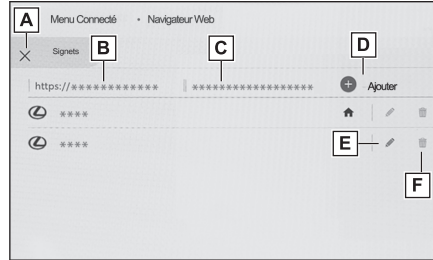 A Menu Connecté • Navigateur Web
Signets B C D
https://************ ***************** + Ajouter
****
**** E
F